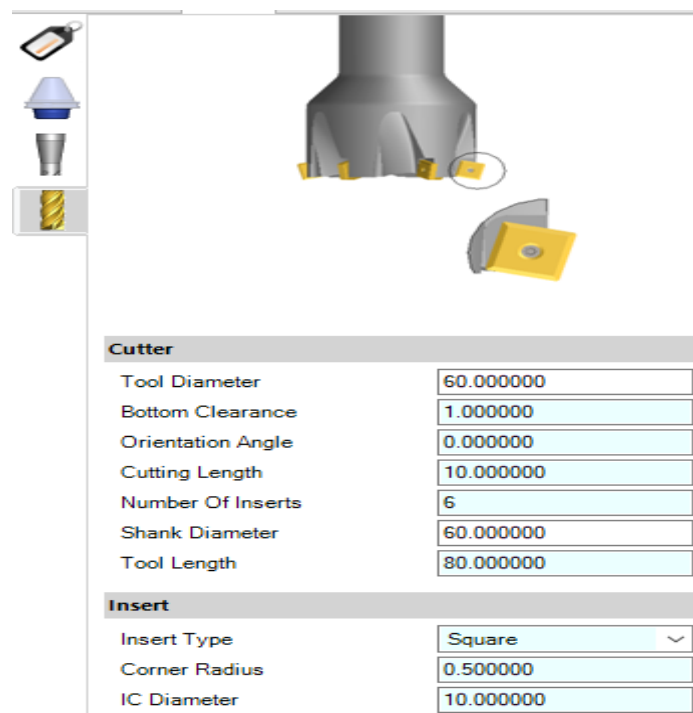 Cutter
Tool Diameter 60.000000
Bottom Clearance 1.000000
Orientation Angle 0.000000
Cutting Length 10.000000
Number Of Inserts 6
Shank Diameter 60.000000
Tool Length 80.000000
Insert
Insert Type Square
Corner Radius 0.500000
IC Diameter 10.000000